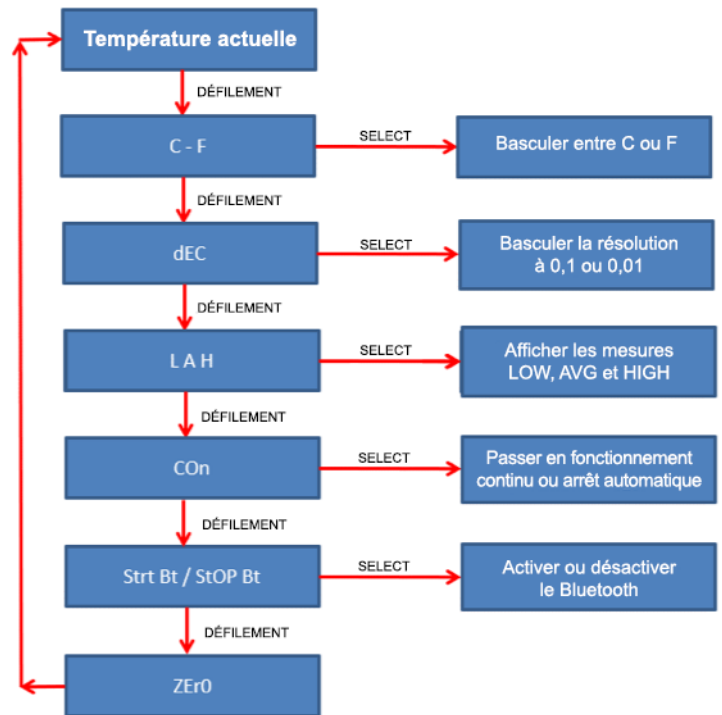 Température actuelle
DÉFILEMENT
C - F
SELECT
Basculer entre C ou F
DÉFILEMENT
dEC
SELECT
Basculer la résolution
à 0,1 ou 0,01
DÉFILEMENT
L A H
SELECT
Afficher les mesures
LOW, AVG et HIGH
DÉFILEMENT
COn
SELECT
Passer en fonctionnement
continu ou arrêt automatique
DÉFILEMENT
Strt Bt / StOP Bt
SELECT
Activer ou désactiver
le Bluetooth
DÉFILEMENT
ZEr0